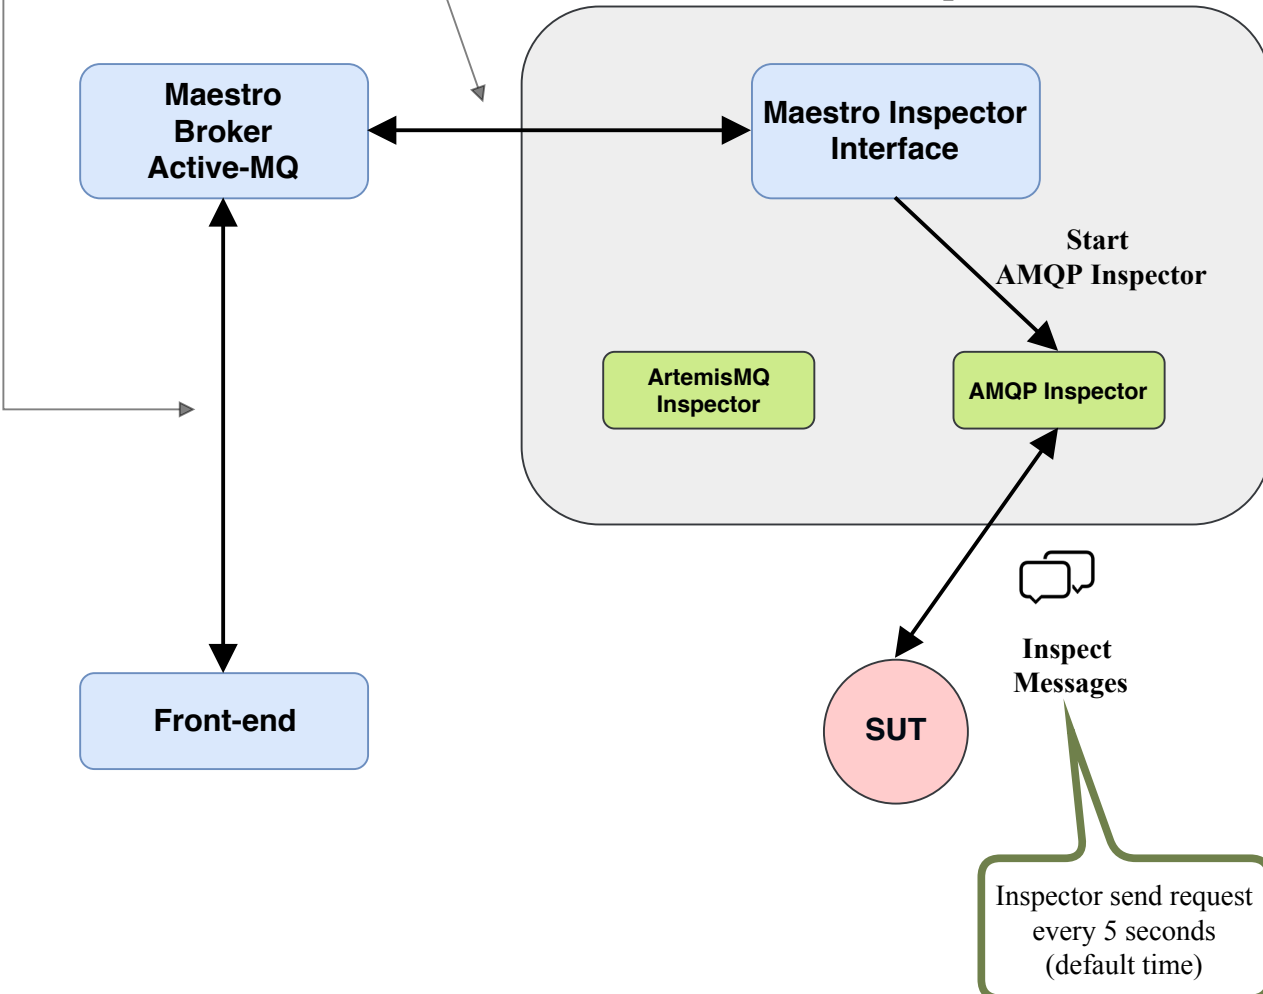 Maestro
Broker
Active-MQ
Maestro Inspector
Interface
Start
AMQP Inspector
ArtemisMQ
Inspector
AMQP Inspector
Inspect
Messages
Front-end
SUT
Inspector send request
every 5 seconds
(default time)